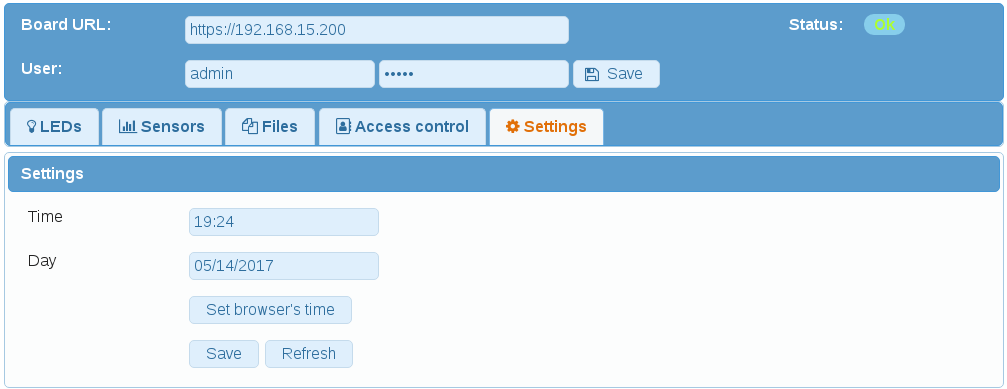 Board URL: https://192.168.15.200 Status: Ok
User: admin ••••• Save
LEDs Sensors Files Access control Settings
Settings
Time 19:24
Day 05/14/2017
Set browser's time
Save Refresh